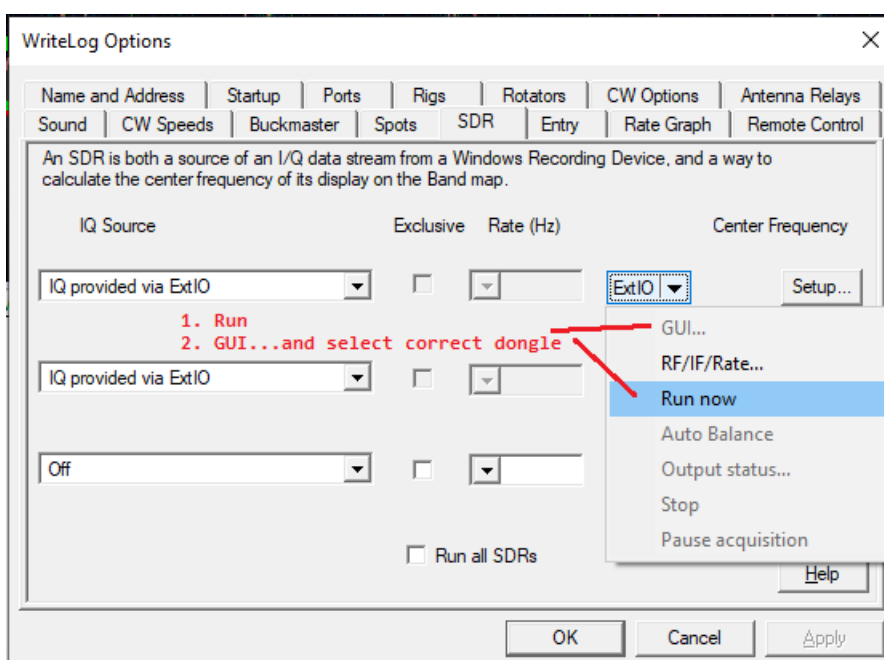 WriteLog Options
Name and Address Startup Ports Rigs Rotators CW Options Antenna Relays
Sound CW Speeds Buckmaster Spots SDR Entry Rate Graph Remote Control
An SDR is both a source of an I/Q data stream from a Windows Recording Device, and a way to
calculate the center frequency of its display on the Band map.
IQ Source Exclusive Rate (Hz) Center Frequency
IQ provided via ExtIO ExtIO Setup...
1. Run
2. GUI...and select correct dongle
GUI...
RF/IF/Rate...
IQ provided via ExtIO
Run now
Auto Balance
Off
Output status...
Stop
Pause acquisition
Run all SDRs
Help
OK Cancel Apply